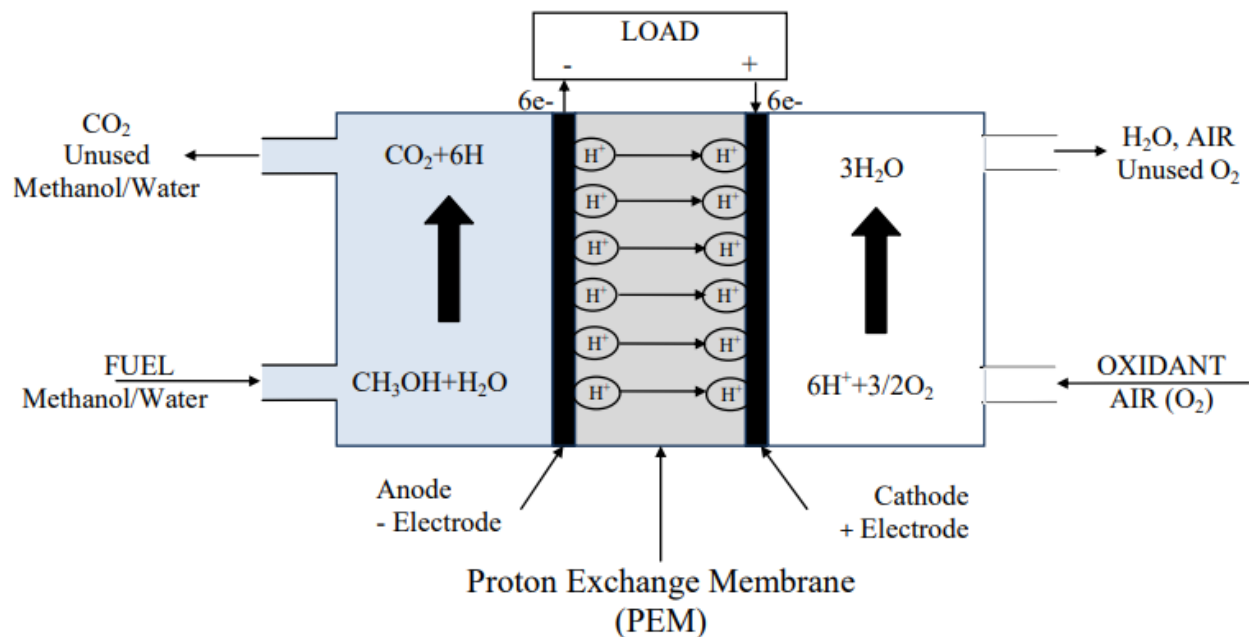 LOAD
- +
6e- 6e-
CO₂
Unused
Methanol/Water
CO₂+6H
H⁺ H⁺
3H₂O
H₂O, AIR
Unused O₂
H⁺ H⁺
H⁺ H⁺
H⁺ H⁺
H⁺ H⁺
FUEL
Methanol/Water
CH₃OH+H₂O
H⁺ H⁺
6H⁺+3/2O₂
OXIDANT
AIR (O₂)
Anode
- Electrode
Cathode
+ Electrode
Proton Exchange Membrane
(PEM)